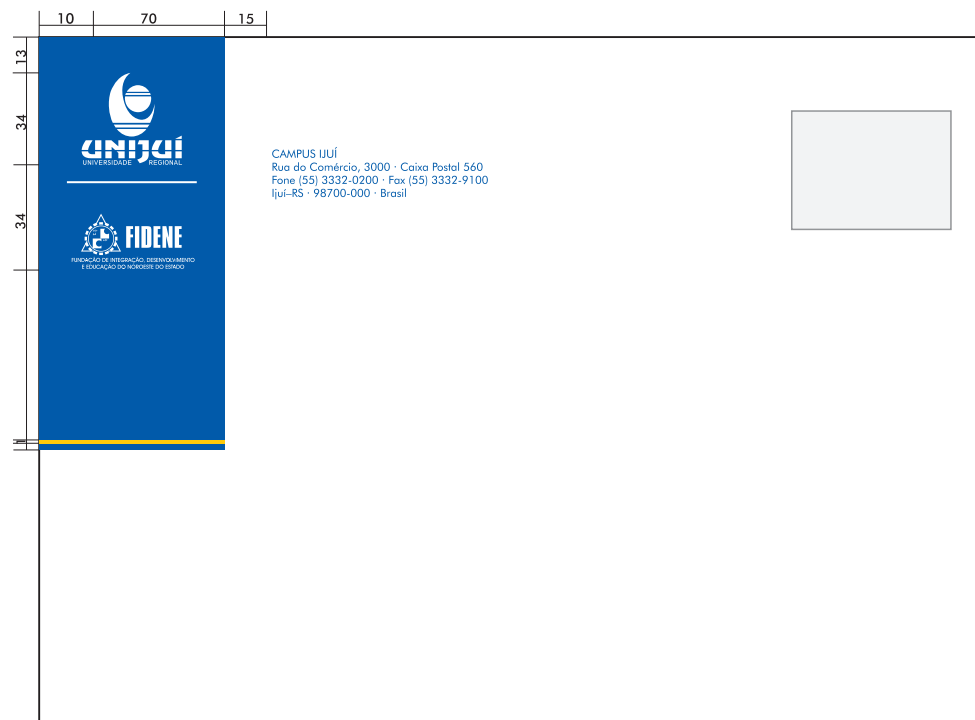 10 70 15
13
34
34
1
UNIJUÍ
UNIVERSIDADE REGIONAL
FIDENE
FUNDAÇÃO DE INTEGRAÇÃO, DESENVOLVIMENTO
E EDUCAÇÃO DO NOROESTE DO ESTADO
CAMPUS IJUÍ
Rua do Comércio, 3000 · Caixa Postal 560
Fone (55) 3332-0200 · Fax (55) 3332-9100
Ijuí–RS · 98700-000 · Brasil